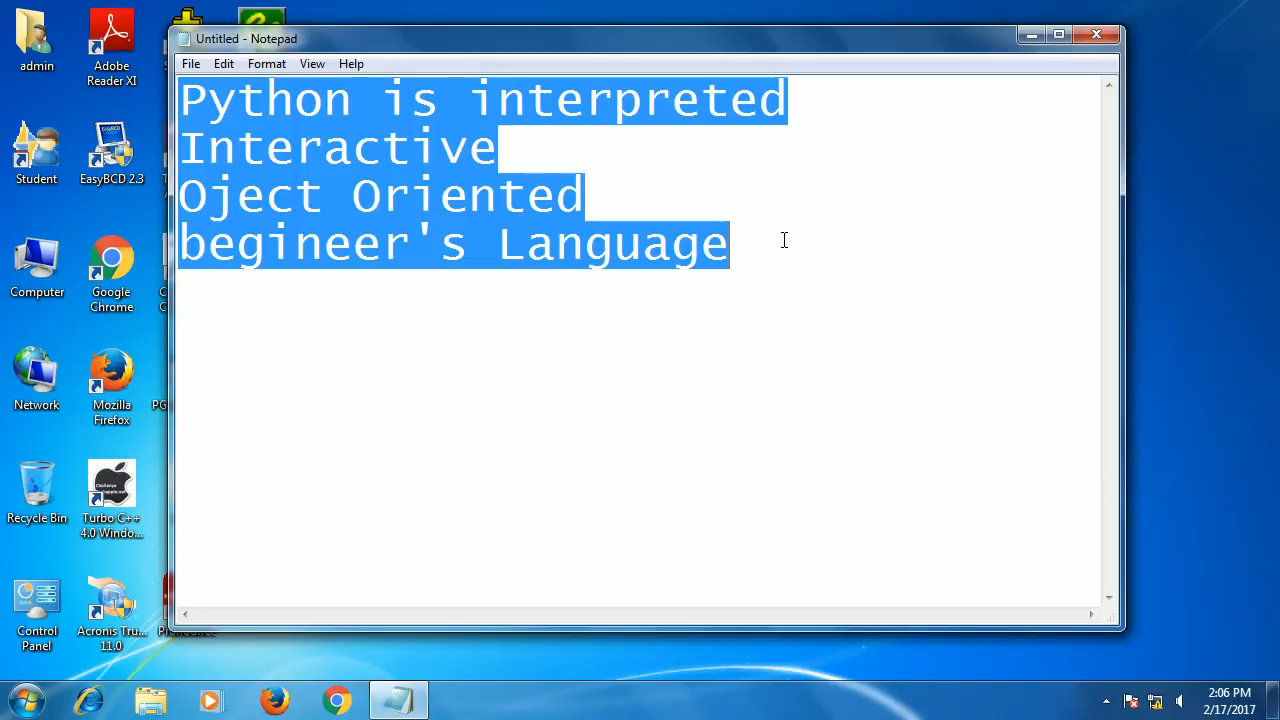 Untitled - Notepad
File Edit Format View Help
Python is interpreted
Interactive
Oject Oriented
begineer's Language
admin
Adobe
Reader XI
Student
EasyBCD 2.3
Computer
Google
Chrome
Network
Mozilla
Firefox
Recycle Bin
Turbo C++
4.0 Windo...
Control
Panel
Acronis Tru...
11.0
2:06 PM
2/17/2017